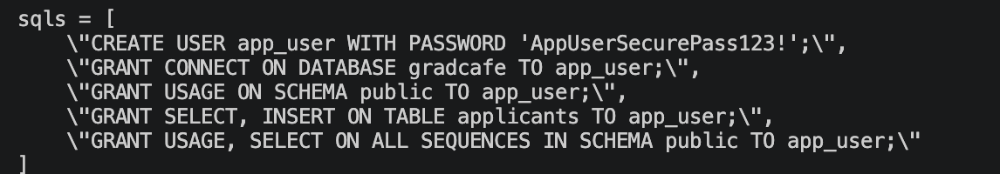 sqls = [
    \"CREATE USER app_user WITH PASSWORD 'AppUserSecurePass123!';\",
    \"GRANT CONNECT ON DATABASE gradcafe TO app_user;\",
    \"GRANT USAGE ON SCHEMA public TO app_user;\",
    \"GRANT SELECT, INSERT ON TABLE applicants TO app_user;\",
    \"GRANT USAGE, SELECT ON ALL SEQUENCES IN SCHEMA public TO app_user;\"
]